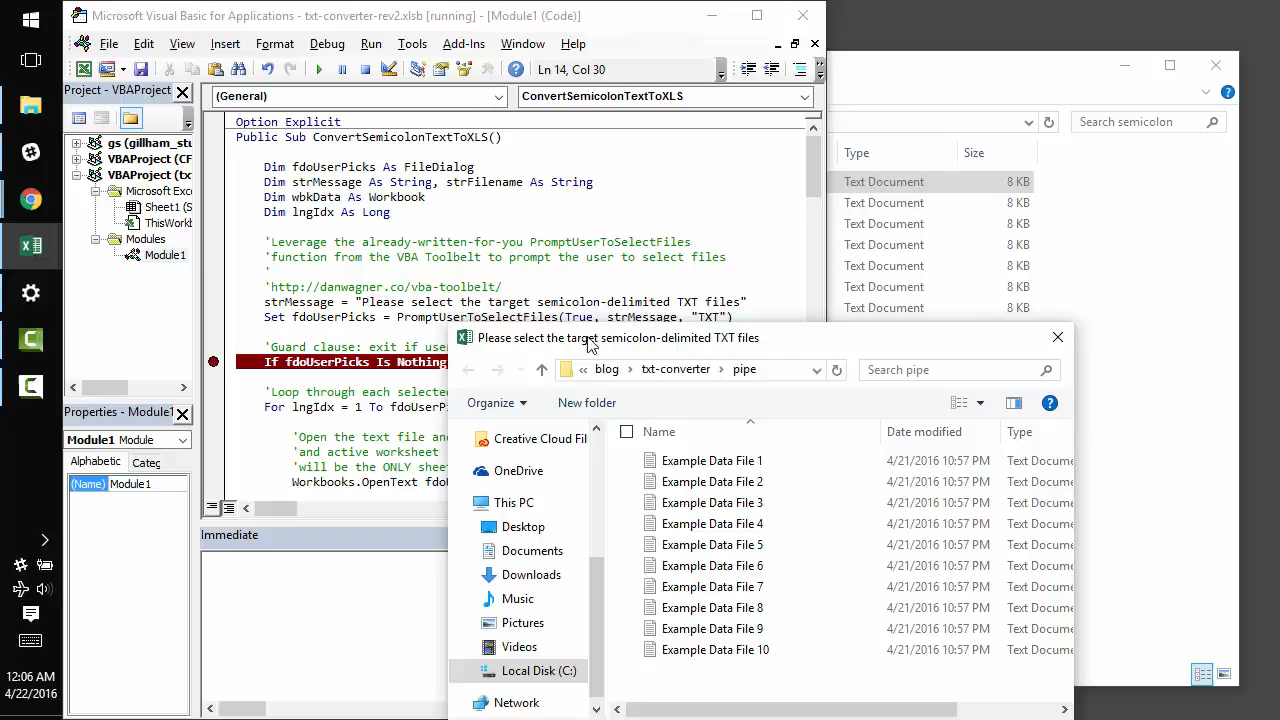 Microsoft Visual Basic for Applications - txt-converter-rev2.xlsb [running] - [Module1 (Code)]
File Edit View Insert Format Debug Run Tools Add-Ins Window Help
Ln 14, Col 30
Project - VBAProject
(General)
ConvertSemicolonTextToXLS
gs (gillham_stu
VBAProject (CF
VBAProject (txt
Microsoft Exce
Sheet1 (S
ThisWorkb
Modules
Module1
Properties - Module1
Module1 Module
Alphabetic Categ
(Name) Module1
Option Explicit
Public Sub ConvertSemicolonTextToXLS()
Dim fdoUserPicks As FileDialog
Dim strMessage As String, strFilename As String
Dim wbkData As Workbook
Dim lngIdx As Long
'Leverage the already-written-for-you PromptUserToSelectFiles
'function from the VBA Toolbelt to prompt the user to select files
'
'http://danwagner.co/vba-toolbelt/
strMessage = "Please select the target semicolon-delimited TXT files"
Set fdoUserPicks = PromptUserToSelectFiles(True, strMessage, "TXT")
'Guard clause: exit if user
If fdoUserPicks Is Nothing
'Loop through each selected
For lngIdx = 1 To fdoUserPi
'Open the text file and
'and active worksheet
'will be the ONLY shee
Workbooks.OpenText fdoU
Immediate
Search semicolon
Type Size
Text Document 8 KB
Text Document 8 KB
Text Document 8 KB
Text Document 8 KB
Text Document 8 KB
Text Document 8 KB
Text Document 8 KB
Please select the target semicolon-delimited TXT files
« blog › txt-converter › pipe
Search pipe
Organize New folder
Creative Cloud Fil
OneDrive
This PC
Desktop
Documents
Downloads
Music
Pictures
Videos
Local Disk (C:)
Network
Name Date modified Type
Example Data File 1 4/21/2016 10:57 PM Text Docume
Example Data File 2 4/21/2016 10:57 PM Text Docume
Example Data File 3 4/21/2016 10:57 PM Text Docume
Example Data File 4 4/21/2016 10:57 PM Text Docume
Example Data File 5 4/21/2016 10:57 PM Text Docume
Example Data File 6 4/21/2016 10:57 PM Text Docume
Example Data File 7 4/21/2016 10:57 PM Text Docume
Example Data File 8 4/21/2016 10:57 PM Text Docume
Example Data File 9 4/21/2016 10:57 PM Text Docume
Example Data File 10 4/21/2016 10:57 PM Text Docume
12:06 AM
4/22/2016